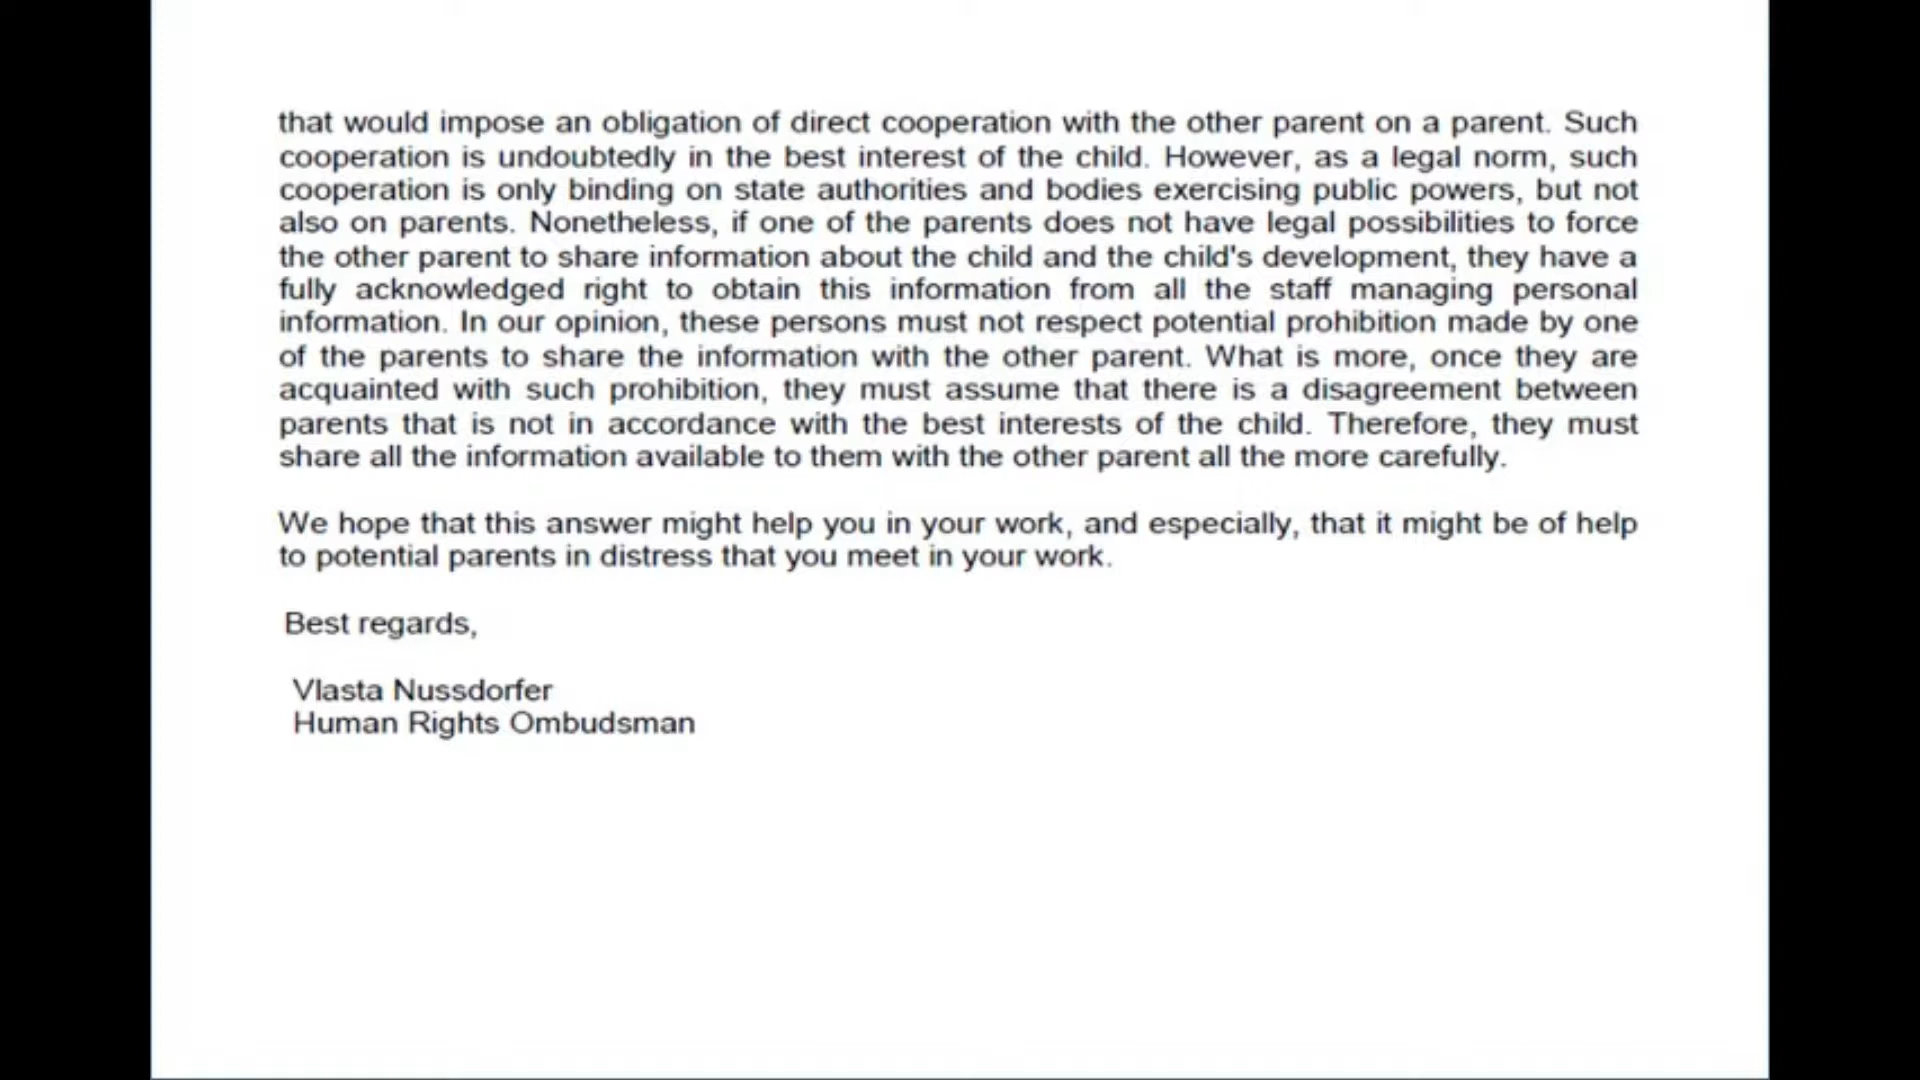 that would impose an obligation of direct cooperation with the other parent on a parent. Such
cooperation is undoubtedly in the best interest of the child. However, as a legal norm, such
cooperation is only binding on state authorities and bodies exercising public powers, but not
also on parents. Nonetheless, if one of the parents does not have legal possibilities to force
the other parent to share information about the child and the child's development, they have a
fully acknowledged right to obtain this information from all the staff managing personal
information. In our opinion, these persons must not respect potential prohibition made by one
of the parents to share the information with the other parent. What is more, once they are
acquainted with such prohibition, they must assume that there is a disagreement between
parents that is not in accordance with the best interests of the child. Therefore, they must
share all the information available to them with the other parent all the more carefully.
We hope that this answer might help you in your work, and especially, that it might be of help
to potential parents in distress that you meet in your work.
Best regards,
Vlasta Nussdorfer
Human Rights Ombudsman